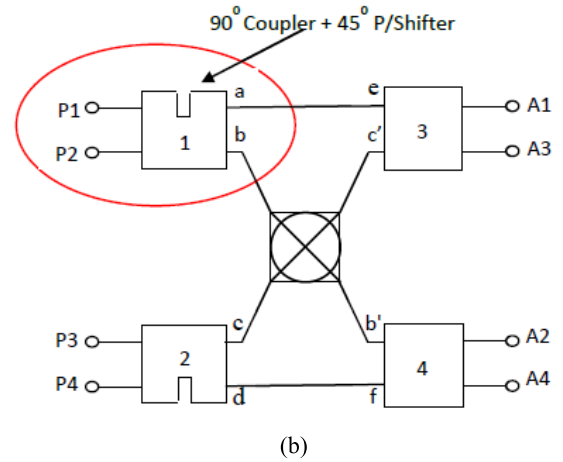 90° Coupler + 45° P/Shifter
P1
a
e
A1
1
3
P2
b
c'
A3
P3
c
b'
A2
2
4
P4
d
f
A4
(b)